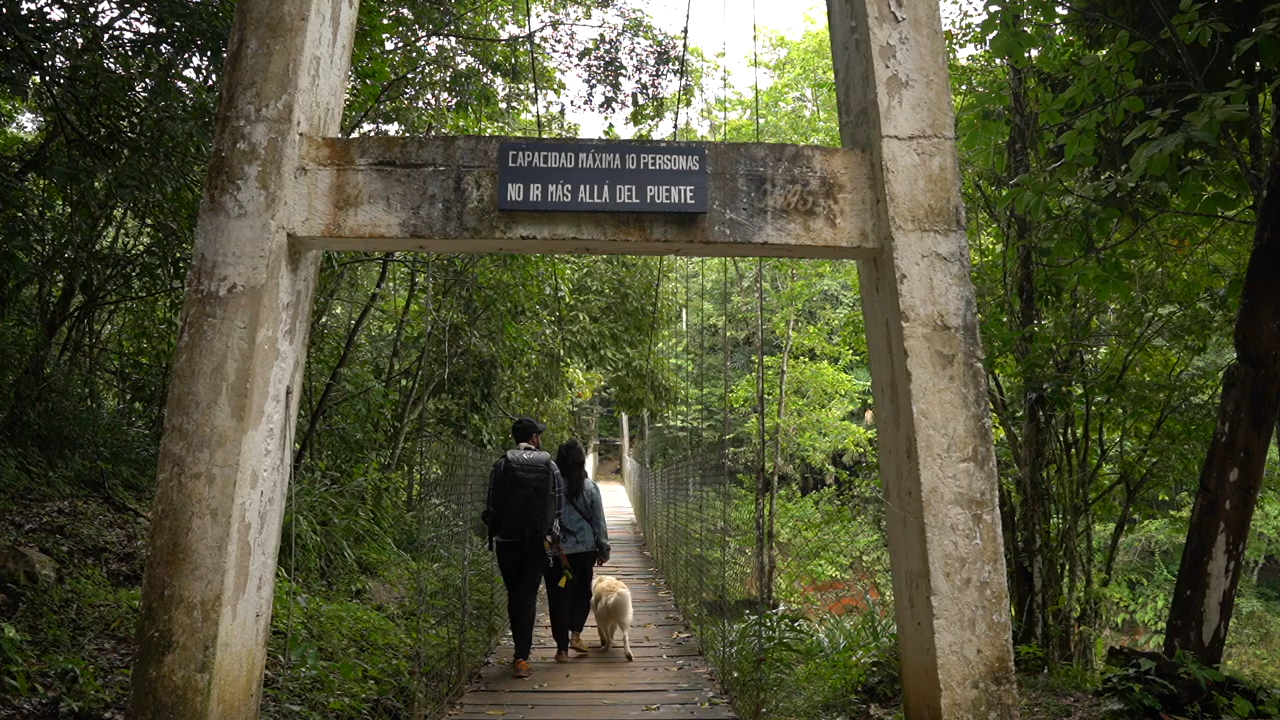 CAPACIDAD MÁXIMA 10 PERSONAS
NO IR MÁS ALLÁ DEL PUENTE